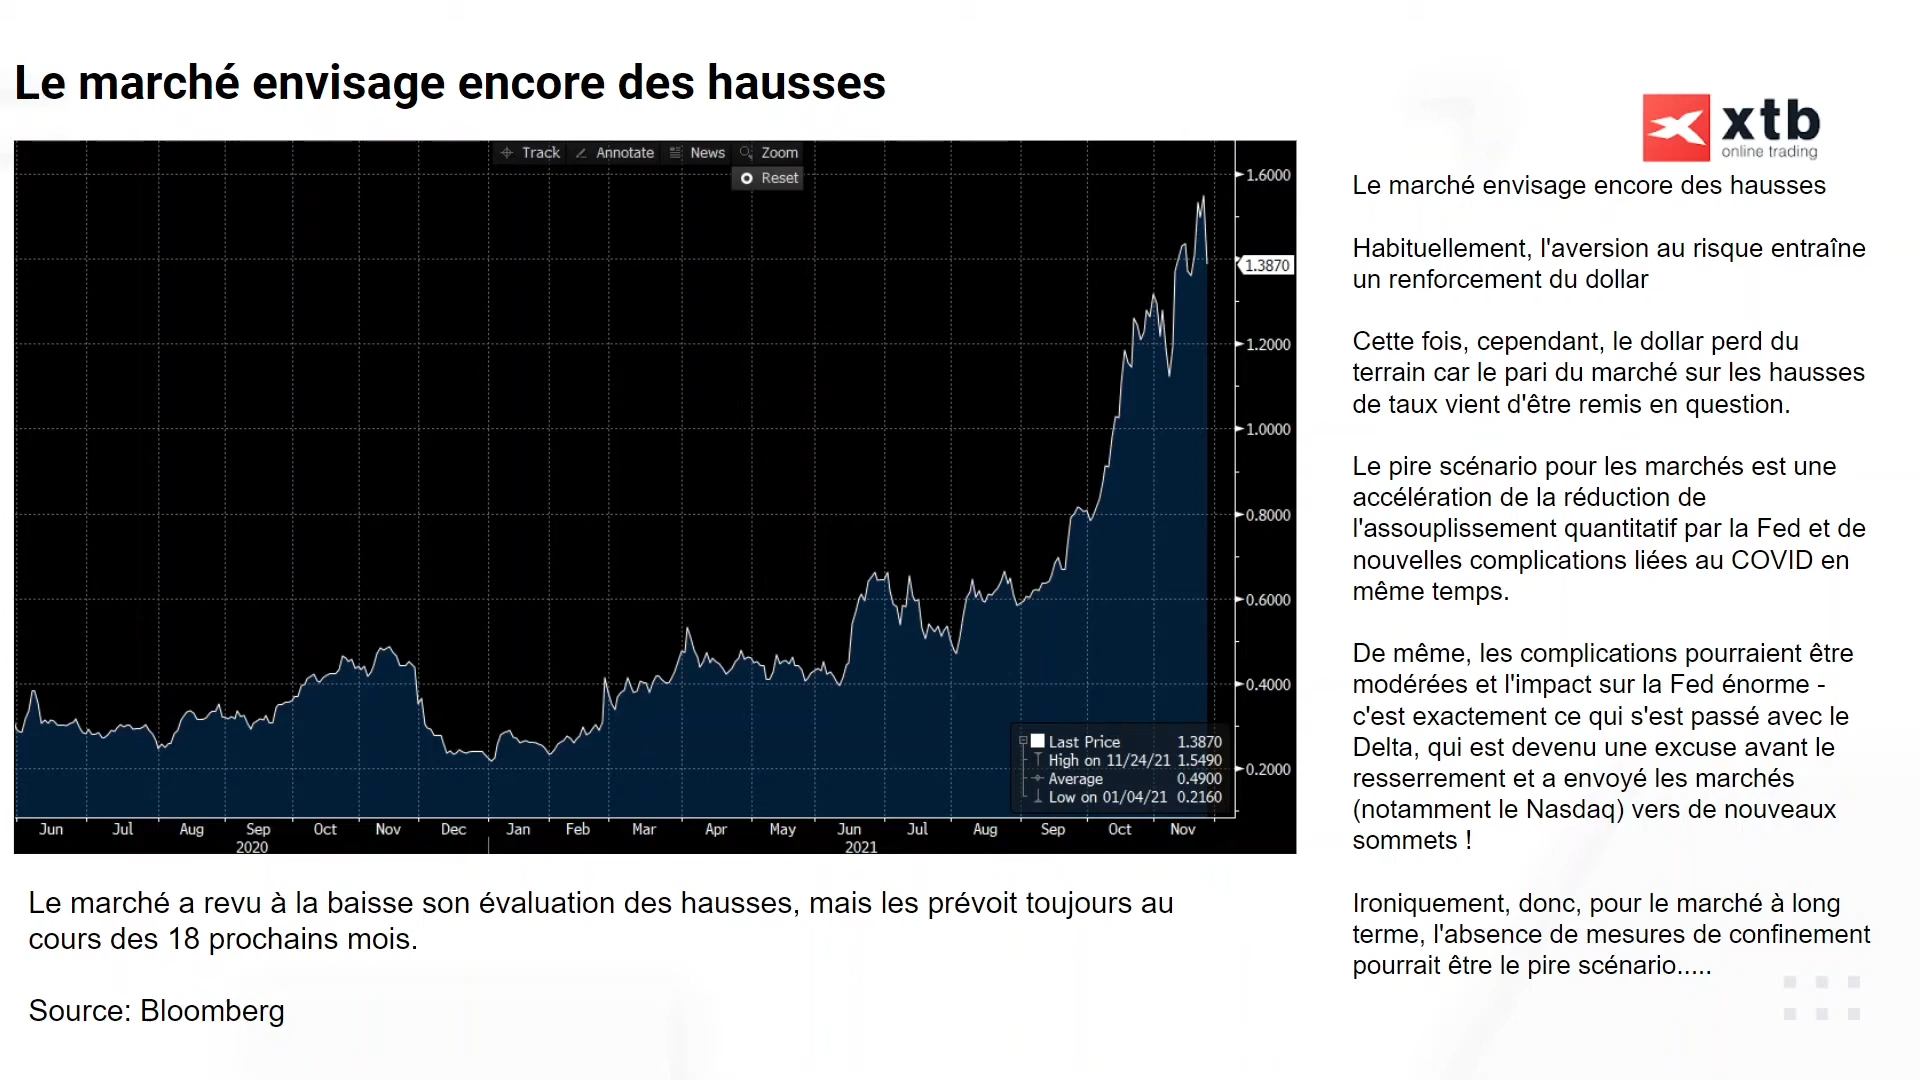 Le marché envisage encore des hausses
xtb
online trading
Track Annotate News Zoom
Reset
1.6000
1.3870
1.2000
1.0000
0.8000
0.6000
0.4000
0.2000
Last Price 1.3870
High on 11/24/21 1.5490
Average 0.4900
Low on 01/04/21 0.2160
Jun Jul Aug Sep Oct Nov Dec Jan Feb Mar Apr May Jun Jul Aug Sep Oct Nov
2020 2021
Le marché a revu à la baisse son évaluation des hausses, mais les prévoit toujours au
cours des 18 prochains mois.
Source: Bloomberg
Le marché envisage encore des hausses
Habituellement, l'aversion au risque entraîne
un renforcement du dollar
Cette fois, cependant, le dollar perd du
terrain car le pari du marché sur les hausses
de taux vient d'être remis en question.
Le pire scénario pour les marchés est une
accélération de la réduction de
l'assouplissement quantitatif par la Fed et de
nouvelles complications liées au COVID en
même temps.
De même, les complications pourraient être
modérées et l'impact sur la Fed énorme -
c'est exactement ce qui s'est passé avec le
Delta, qui est devenu une excuse avant le
resserrement et a envoyé les marchés
(notamment le Nasdaq) vers de nouveaux
sommets !
Ironiquement, donc, pour le marché à long
terme, l'absence de mesures de confinement
pourrait être le pire scénario.....